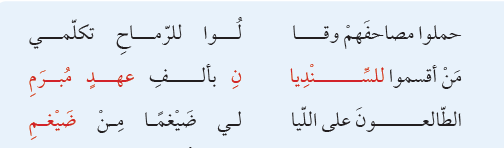 حملوا مصاحفَهمْ وقا لُوا للرّماحِ تكلّمي
مَنْ أقسموا للسِّنْدِيا نِ بألفِ عهدٍ مُبرَمِ
الطّالعونَ على اللّيا لي ضَيْغمًا مِنْ ضَيْغمِ